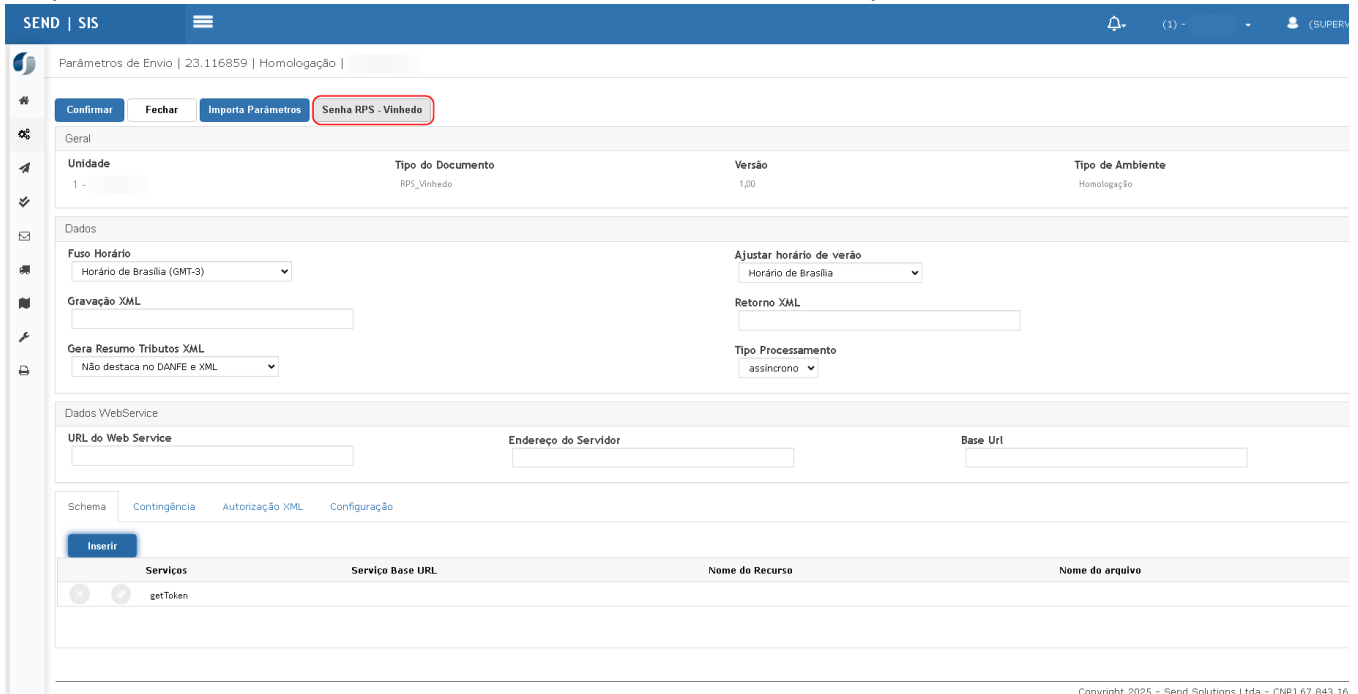 SEND | SIS
(1) -
(SUPERV
Parâmetros de Envio | 23.116859 | Homologação |
Confirmar Fechar Importa Parâmetros Senha RPS - Vinhedo
Geral
Unidade Tipo do Documento Versão Tipo de Ambiente
1 - RPS_Vinhedo 1,00 Homologação
Dados
Fuso Horário Ajustar horário de verão
Horário de Brasília (GMT-3) Horário de Brasília
Gravação XML Retorno XML
Gera Resumo Tributos XML Tipo Processamento
Não destaca no DANFE e XML assíncrono
Dados WebService
URL do Web Service Endereço do Servidor Base Url
Schema Contingência Autorização XML Configuração
Inserir
Serviços Serviço Base URL Nome do Recurso Nome do arquivo
getToken
Copyright 2025 - Send Solutions Ltda - CNPJ 67.843.16